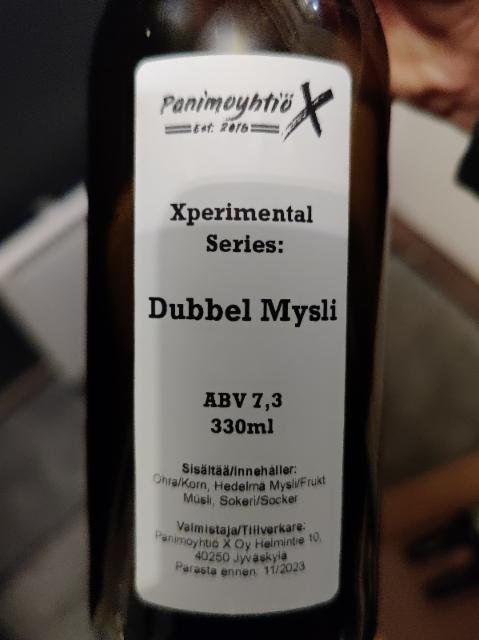 Panimoyhtiö X
Est. 2016
Xperimental
Series:
Dubbel Mysli
ABV 7,3
330ml
Sisältää/Innehåller:
Ohra/Korn, Hedelmä Mysli/Frukt
Müsli, Sokeri/Socker
Valmistaja/Tillverkare:
Panimoyhtiö X Oy Helmintie 10,
40250 Jyväskylä
Parasta ennen: 11/2023